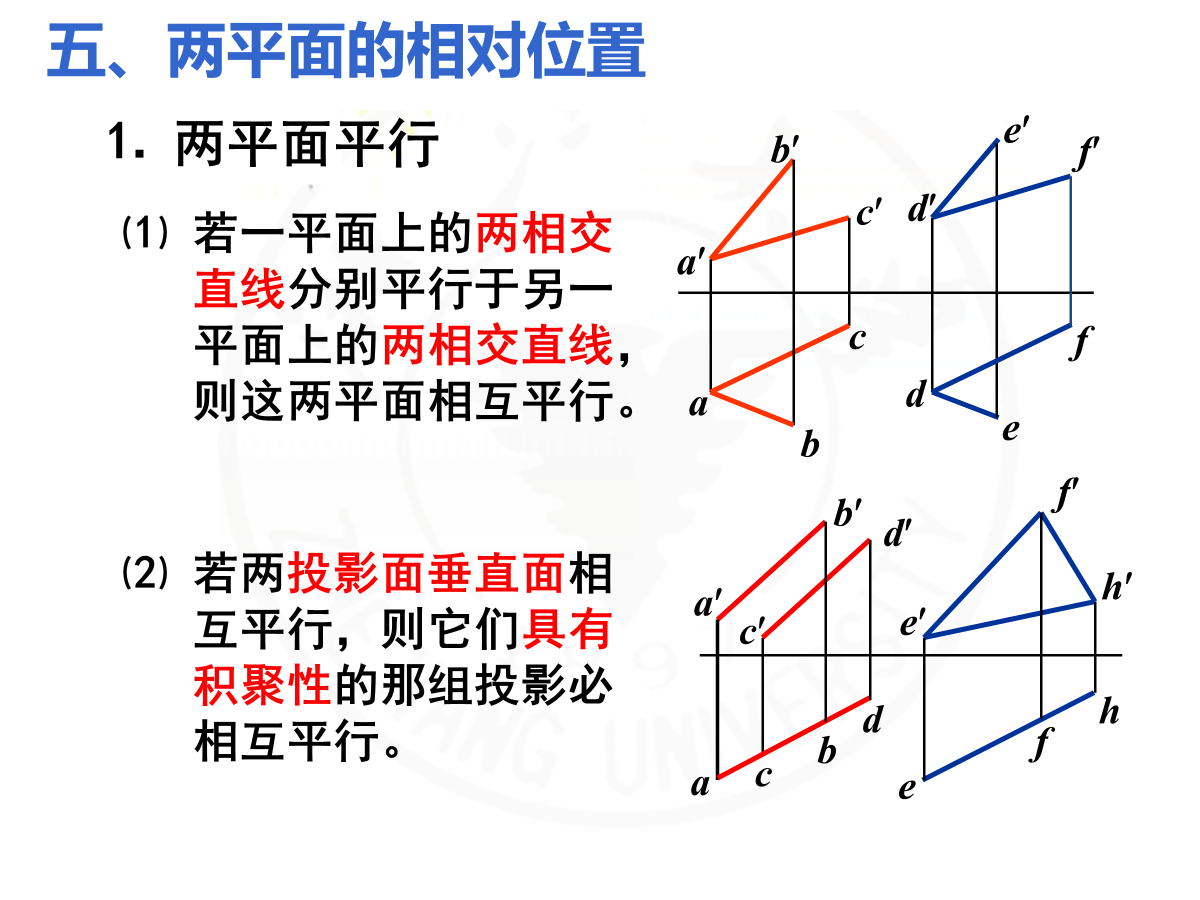 五、两平面的相对位置
1. 两平面平行
⑴ 若一平面上的两相交
直线分别平行于另一
平面上的两相交直线，
则这两平面相互平行。
b′
c′
a′
c
a
b
e′
f′
d′
f
d
e
⑵ 若两投影面垂直面相
互平行，则它们具有
积聚性的那组投影必
相互平行。
b′
d′
a′
c′
d
b
c
a
f′
h′
e′
h
f
e